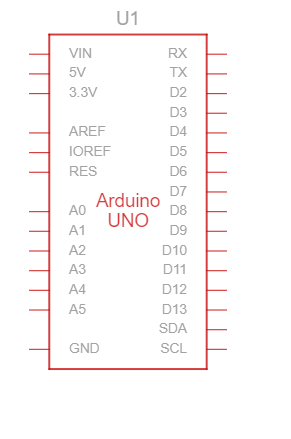 U1
VIN RX
5V TX
3.3V D2
D3
AREF D4
IOREF D5
RES D6
D7
Arduino
A0 D8
UNO
A1 D9
A2 D10
A3 D11
A4 D12
A5 D13
SDA
GND SCL